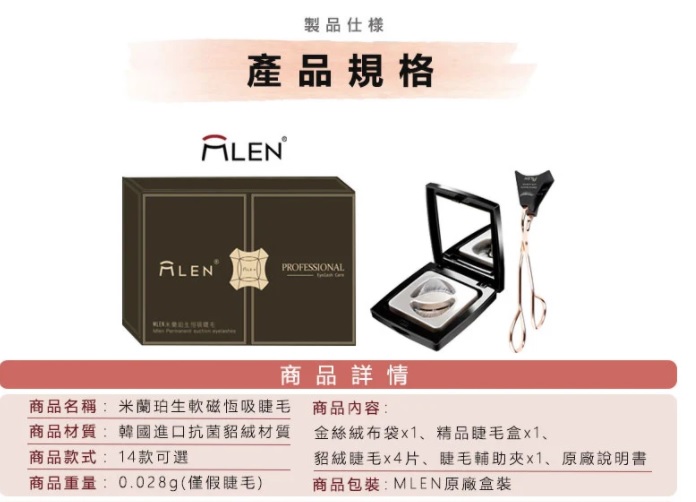 製品仕様
產品規格
MLEN®
MLEN®
PROFESSIONAL
EyeLash Care
商品詳情
商品名稱: 米蘭珀生軟磁恆吸睫毛
商品材質: 韓國進口抗菌貂絨材質
商品款式: 14款可選
商品重量: 0.028g(僅假睫毛)
商品內容:
金絲絨布袋x1、精品睫毛盒x1、
貂絨睫毛x4片、睫毛輔助夾x1、原廠說明書
商品包裝: MLEN原廠盒裝